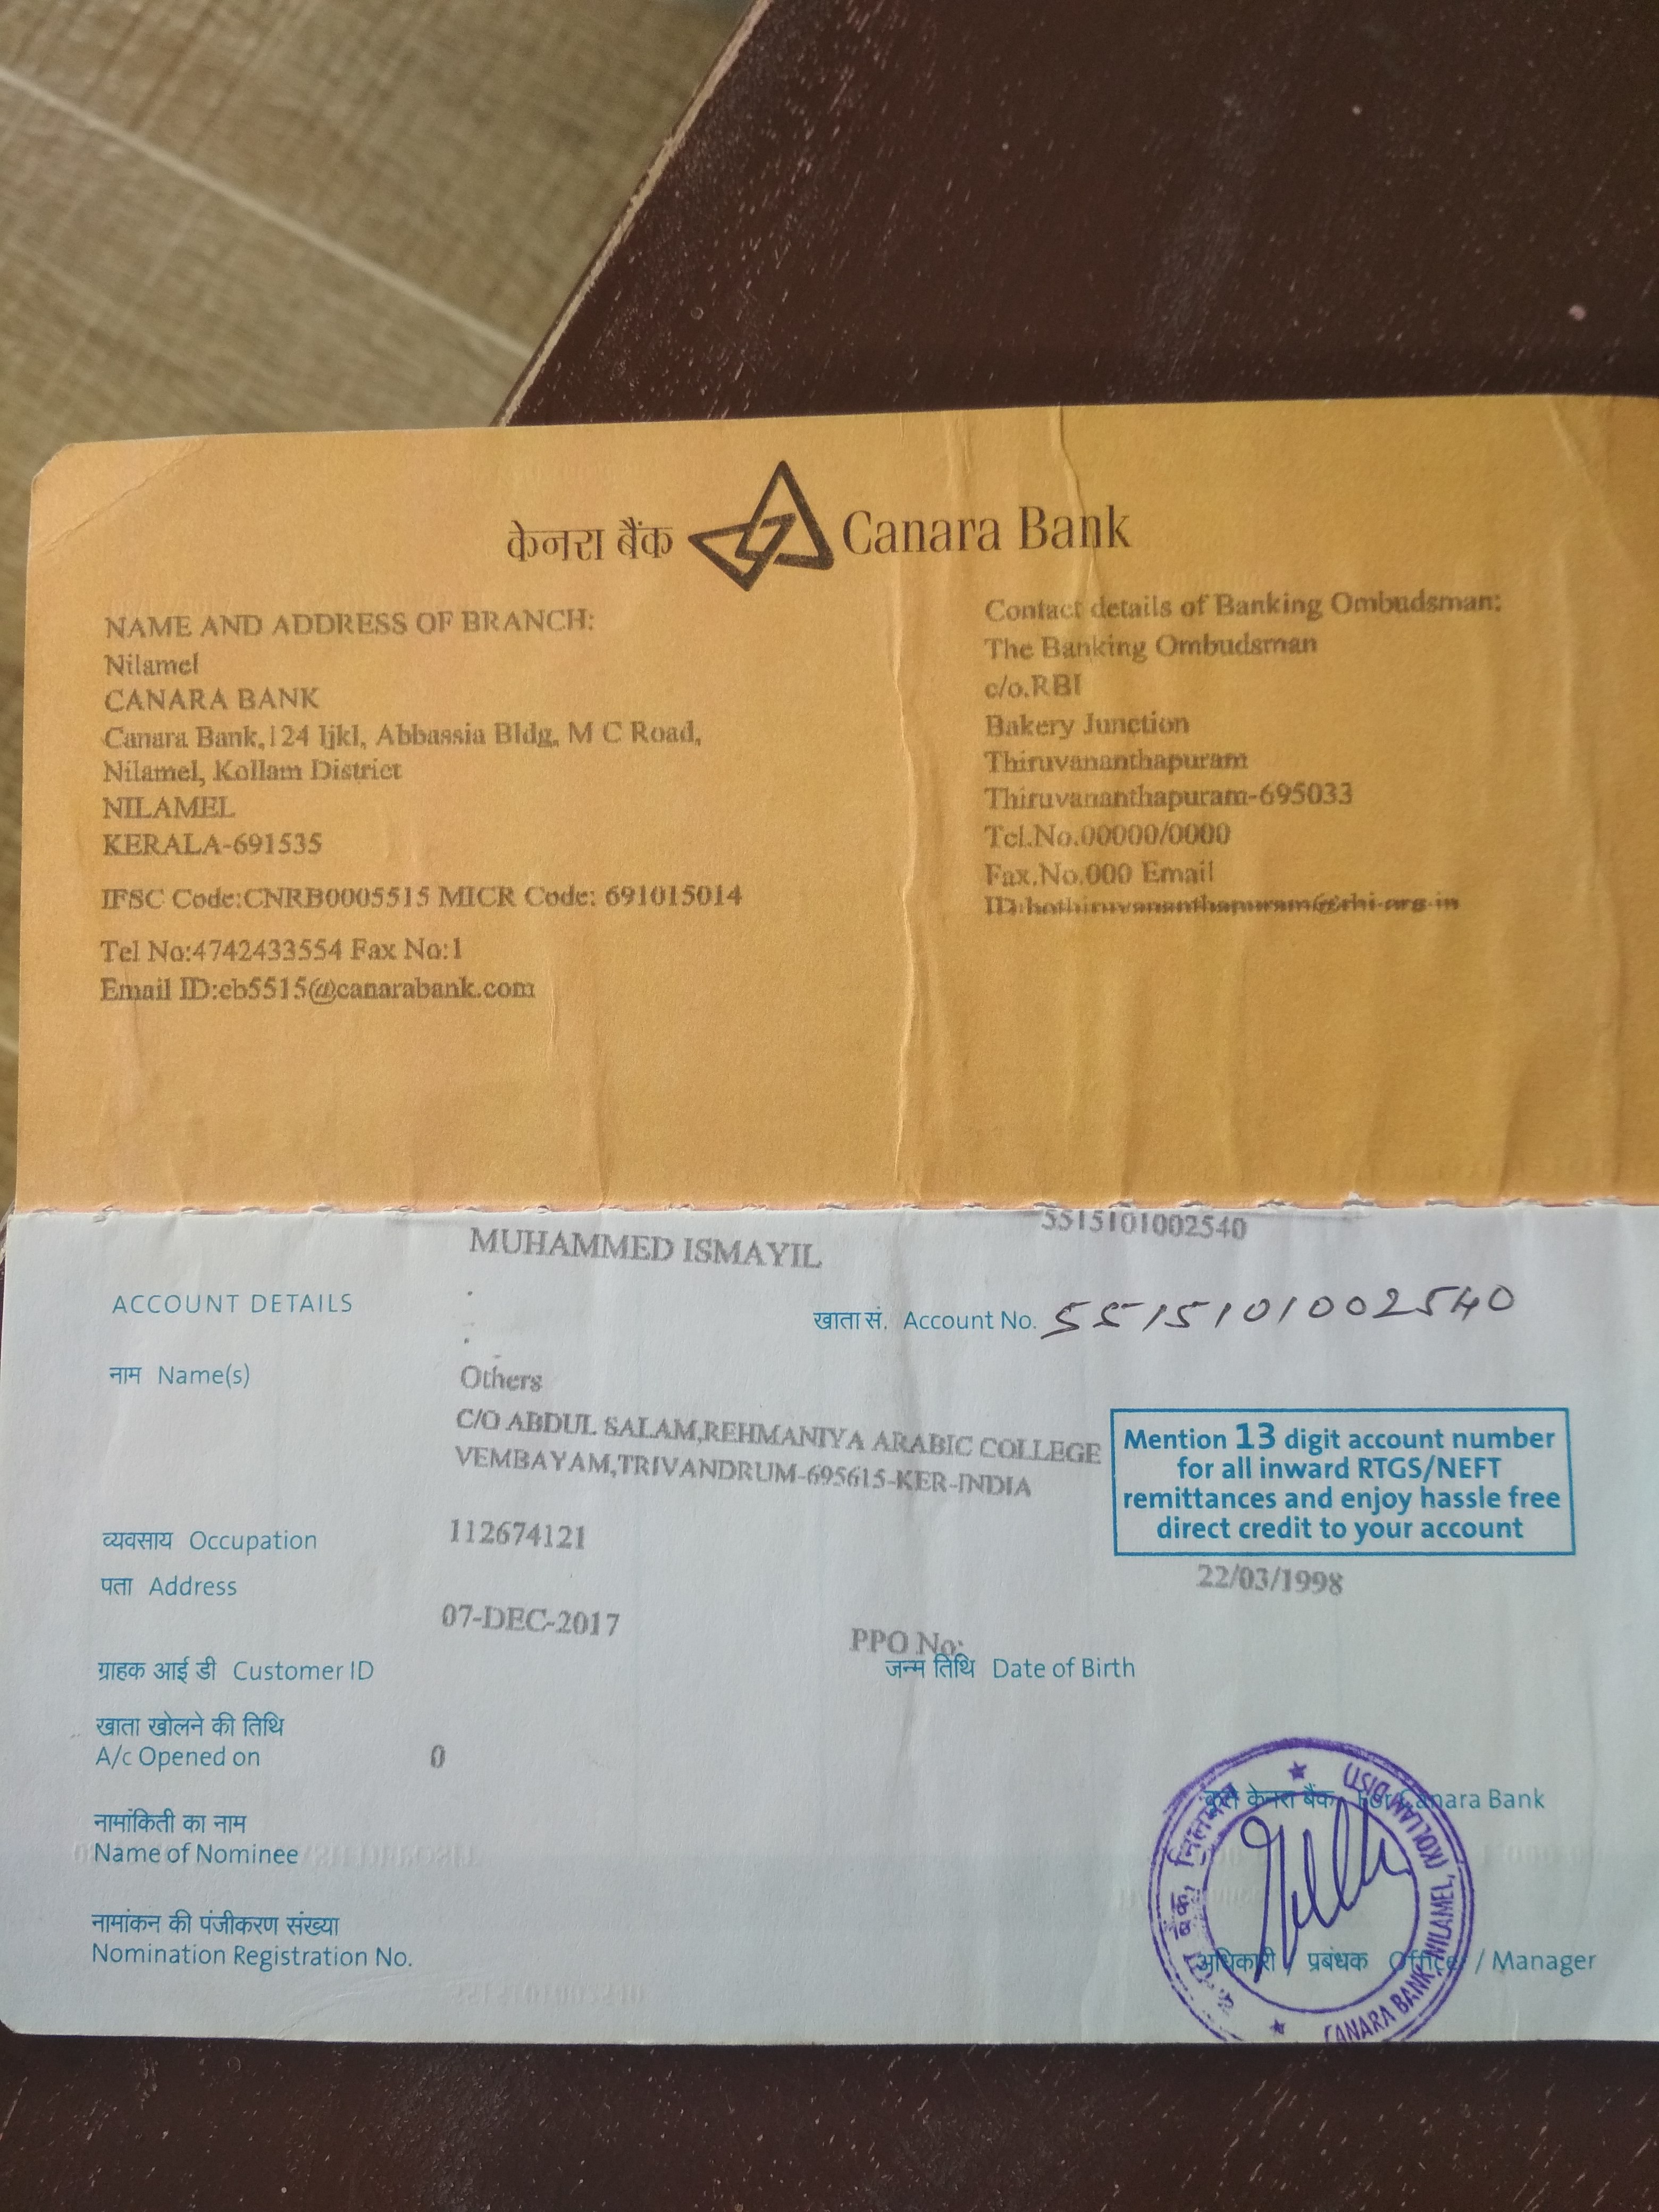 केनरा बैंक Canara Bank
NAME AND ADDRESS OF BRANCH:
Nilamel
CANARA BANK
Canara Bank,124 Ijkl, Abbassia Bldg, M C Road,
Nilamel, Kollam District
NILAMEL
KERALA-691535
IFSC Code:CNRB0005515 MICR Code: 691015014
Tel No:4742433554 Fax No:1
Email ID:cb5515@canarabank.com
Contact details of Banking Ombudsman:
The Banking Ombudsman
c/o.RBI
Bakery Junction
Thiruvananthapuram
Thiruvananthapuram-695033
Tel.No.00000/0000
Fax.No.000 Email
ID:bothiruvananthapuram@rbi.org.in
MUHAMMED ISMAYIL 5515101002540
ACCOUNT DETAILS
खाता सं. Account No. 5515101002540
नाम Name(s)
Others
C/O ABDUL SALAM,REHMANIYA ARABIC COLLEGE
VEMBAYAM,TRIVANDRUM-695615-KER-INDIA
Mention 13 digit account number
for all inward RTGS/NEFT
remittances and enjoy hassle free
direct credit to your account
व्यवसाय Occupation 112674121
पता Address
22/03/1998
07-DEC-2017
PPO No:
ग्राहक आई डी Customer ID
जन्म तिथि Date of Birth
खाता खोलने की तिथि
A/c Opened on 0
कृते केनरा बैंक For Canara Bank
नामांकिती का नाम
Name of Nominee
नामांकन की पंजीकरण संख्या
Nomination Registration No.
अधिकारी / प्रबंधक Officer / Manager
बैंक, निलमेल
CANARA BANK, NILAMEL, (KOLLAM DIST)